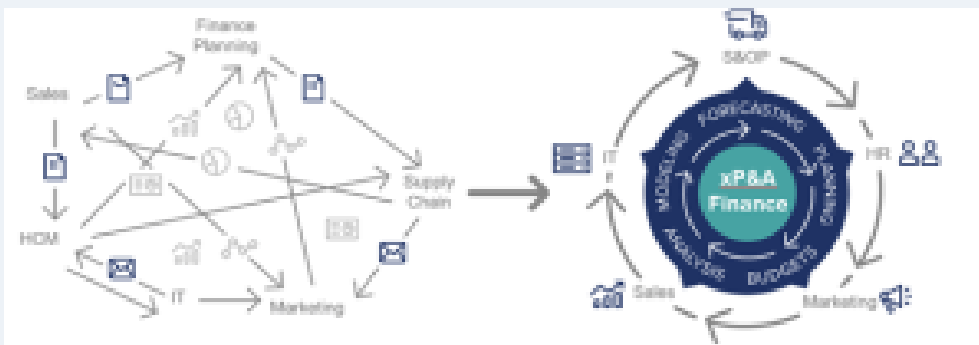 Finance
Planning
Sales
Supply
Chain
HCM
IT
Marketing
S&OP
HR
IT
Sales
Marketing
FORECASTING
PLANNING
BUDGETS
ANALYSIS
MODELING
xP&A
Finance